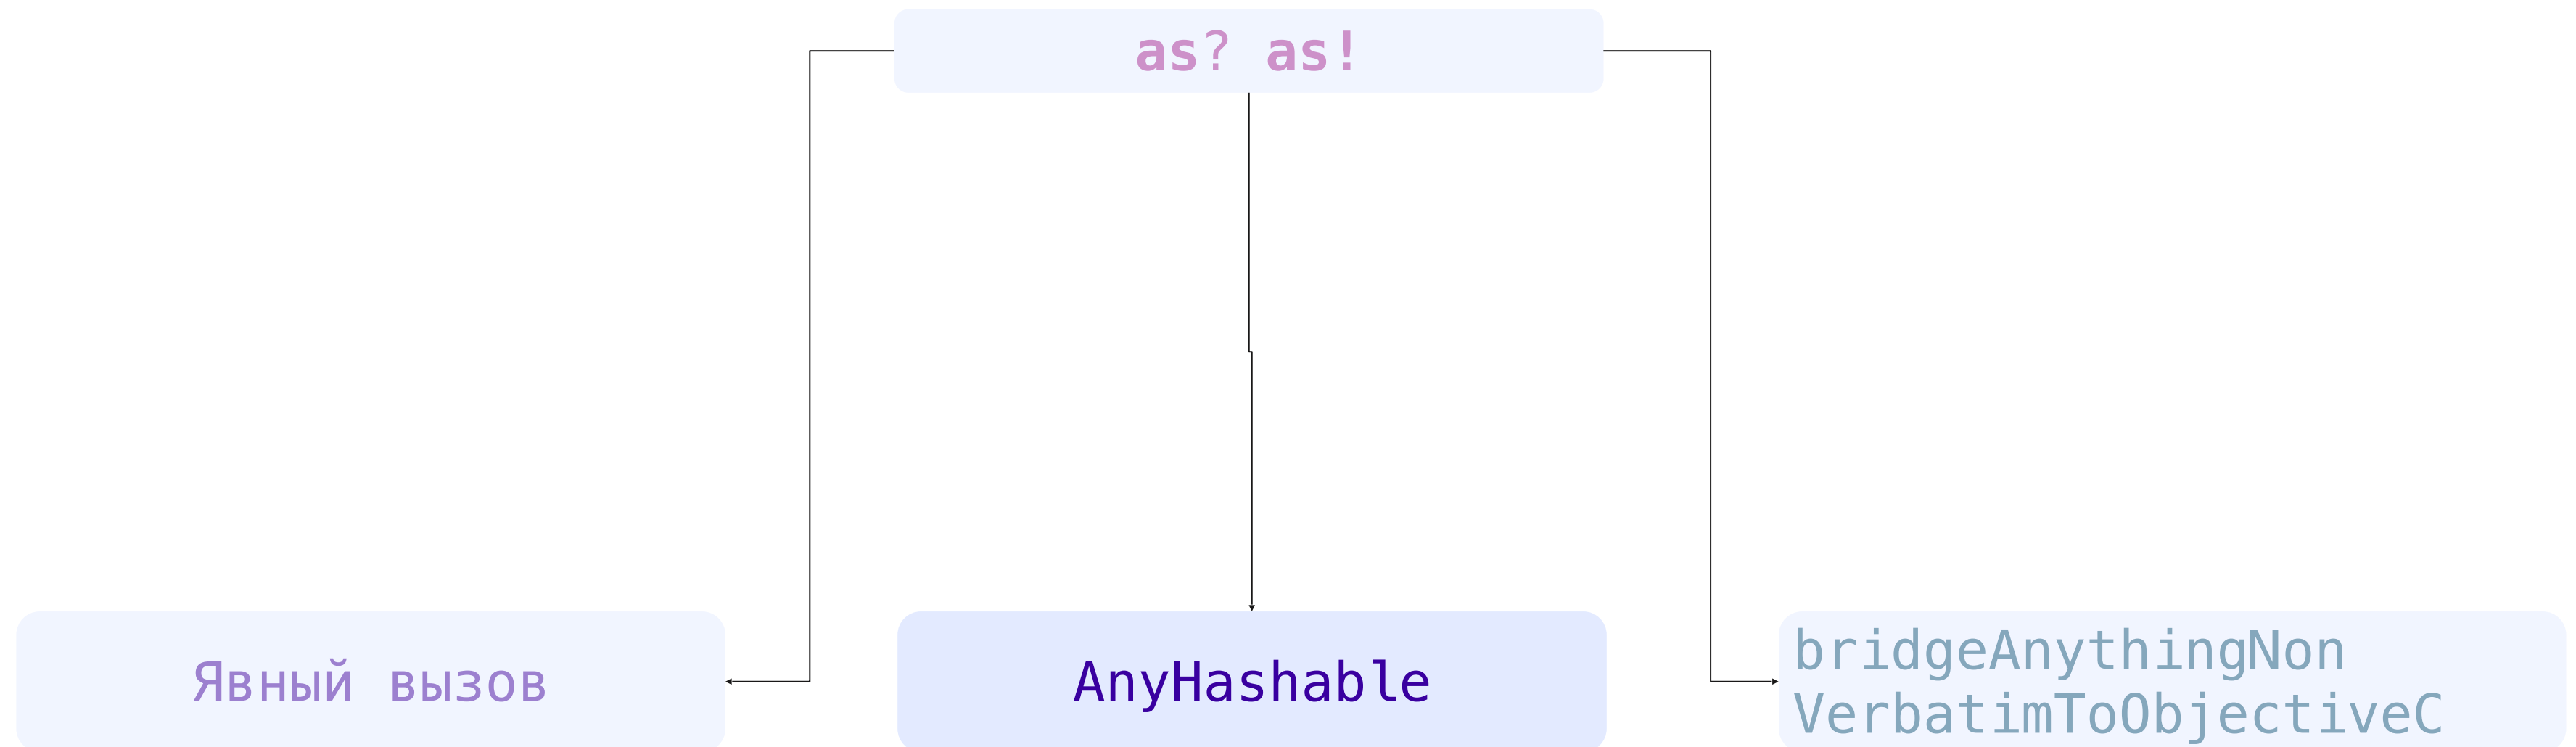 as? as!
Явный вызов
AnyHashable
bridgeAnythingNon
VerbatimToObjectiveC